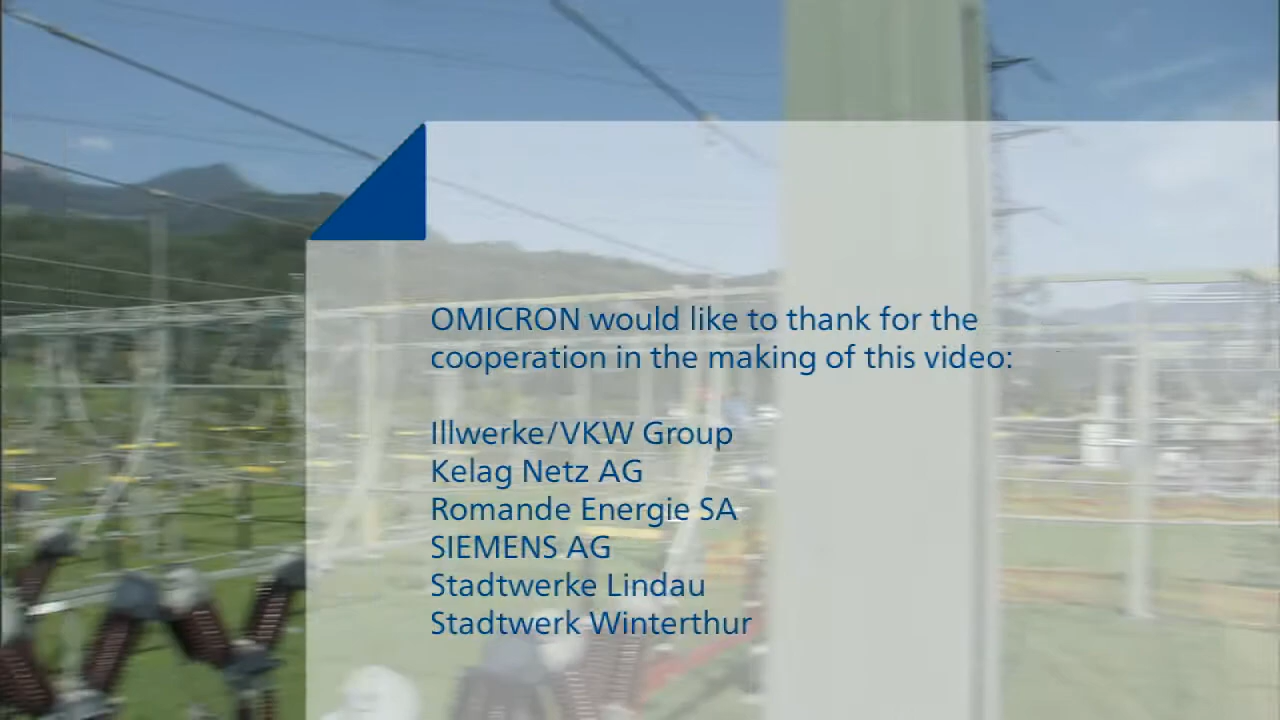 OMICRON would like to thank for the
cooperation in the making of this video:
Illwerke/VKW Group
Kelag Netz AG
Romande Energie SA
SIEMENS AG
Stadtwerke Lindau
Stadtwerk Winterthur